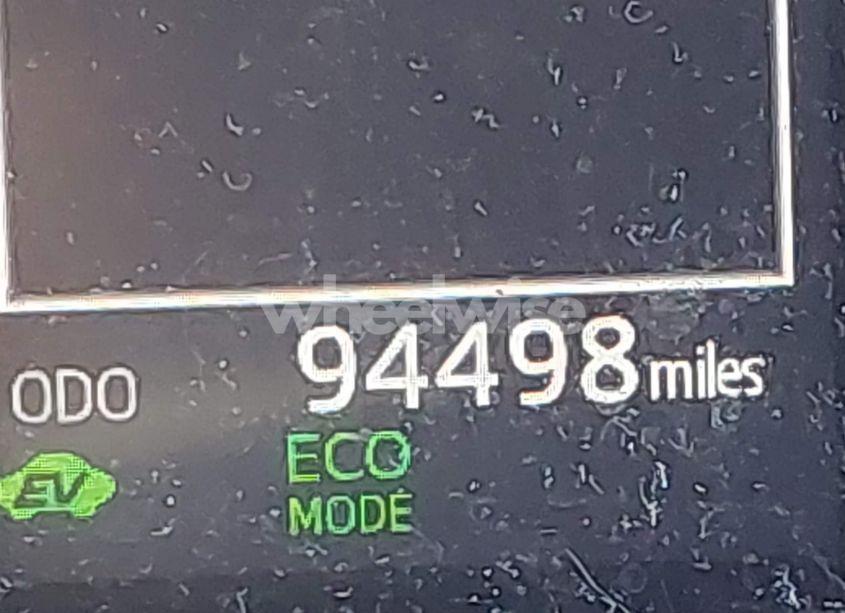 wheelwise
ODO 94498 miles
EV ECO
MODE